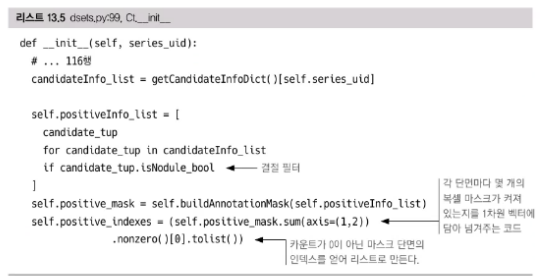 리스트 13.5 dsets.py:99, Ct.__init__
def __init__(self, series_uid):
# ... 116행
candidateInfo_list = getCandidateInfoDict()[self.series_uid]
self.positiveInfo_list = [
candidate_tup
for candidate_tup in candidateInfo_list
if candidate_tup.isNodule_bool
결절 필터
]
self.positive_mask = self.buildAnnotationMask(self.positiveInfo_list)
self.positive_indexes = (self.positive_mask.sum(axis=(1,2))
각 단면마다 몇 개의
복셀 마스크가 켜져
있는지를 1차원 벡터에
담아 넘겨주는 코드
.nonzero()[0].tolist())
카운트가 0이 아닌 마스크 단면의
인덱스를 얻어 리스트로 만든다.